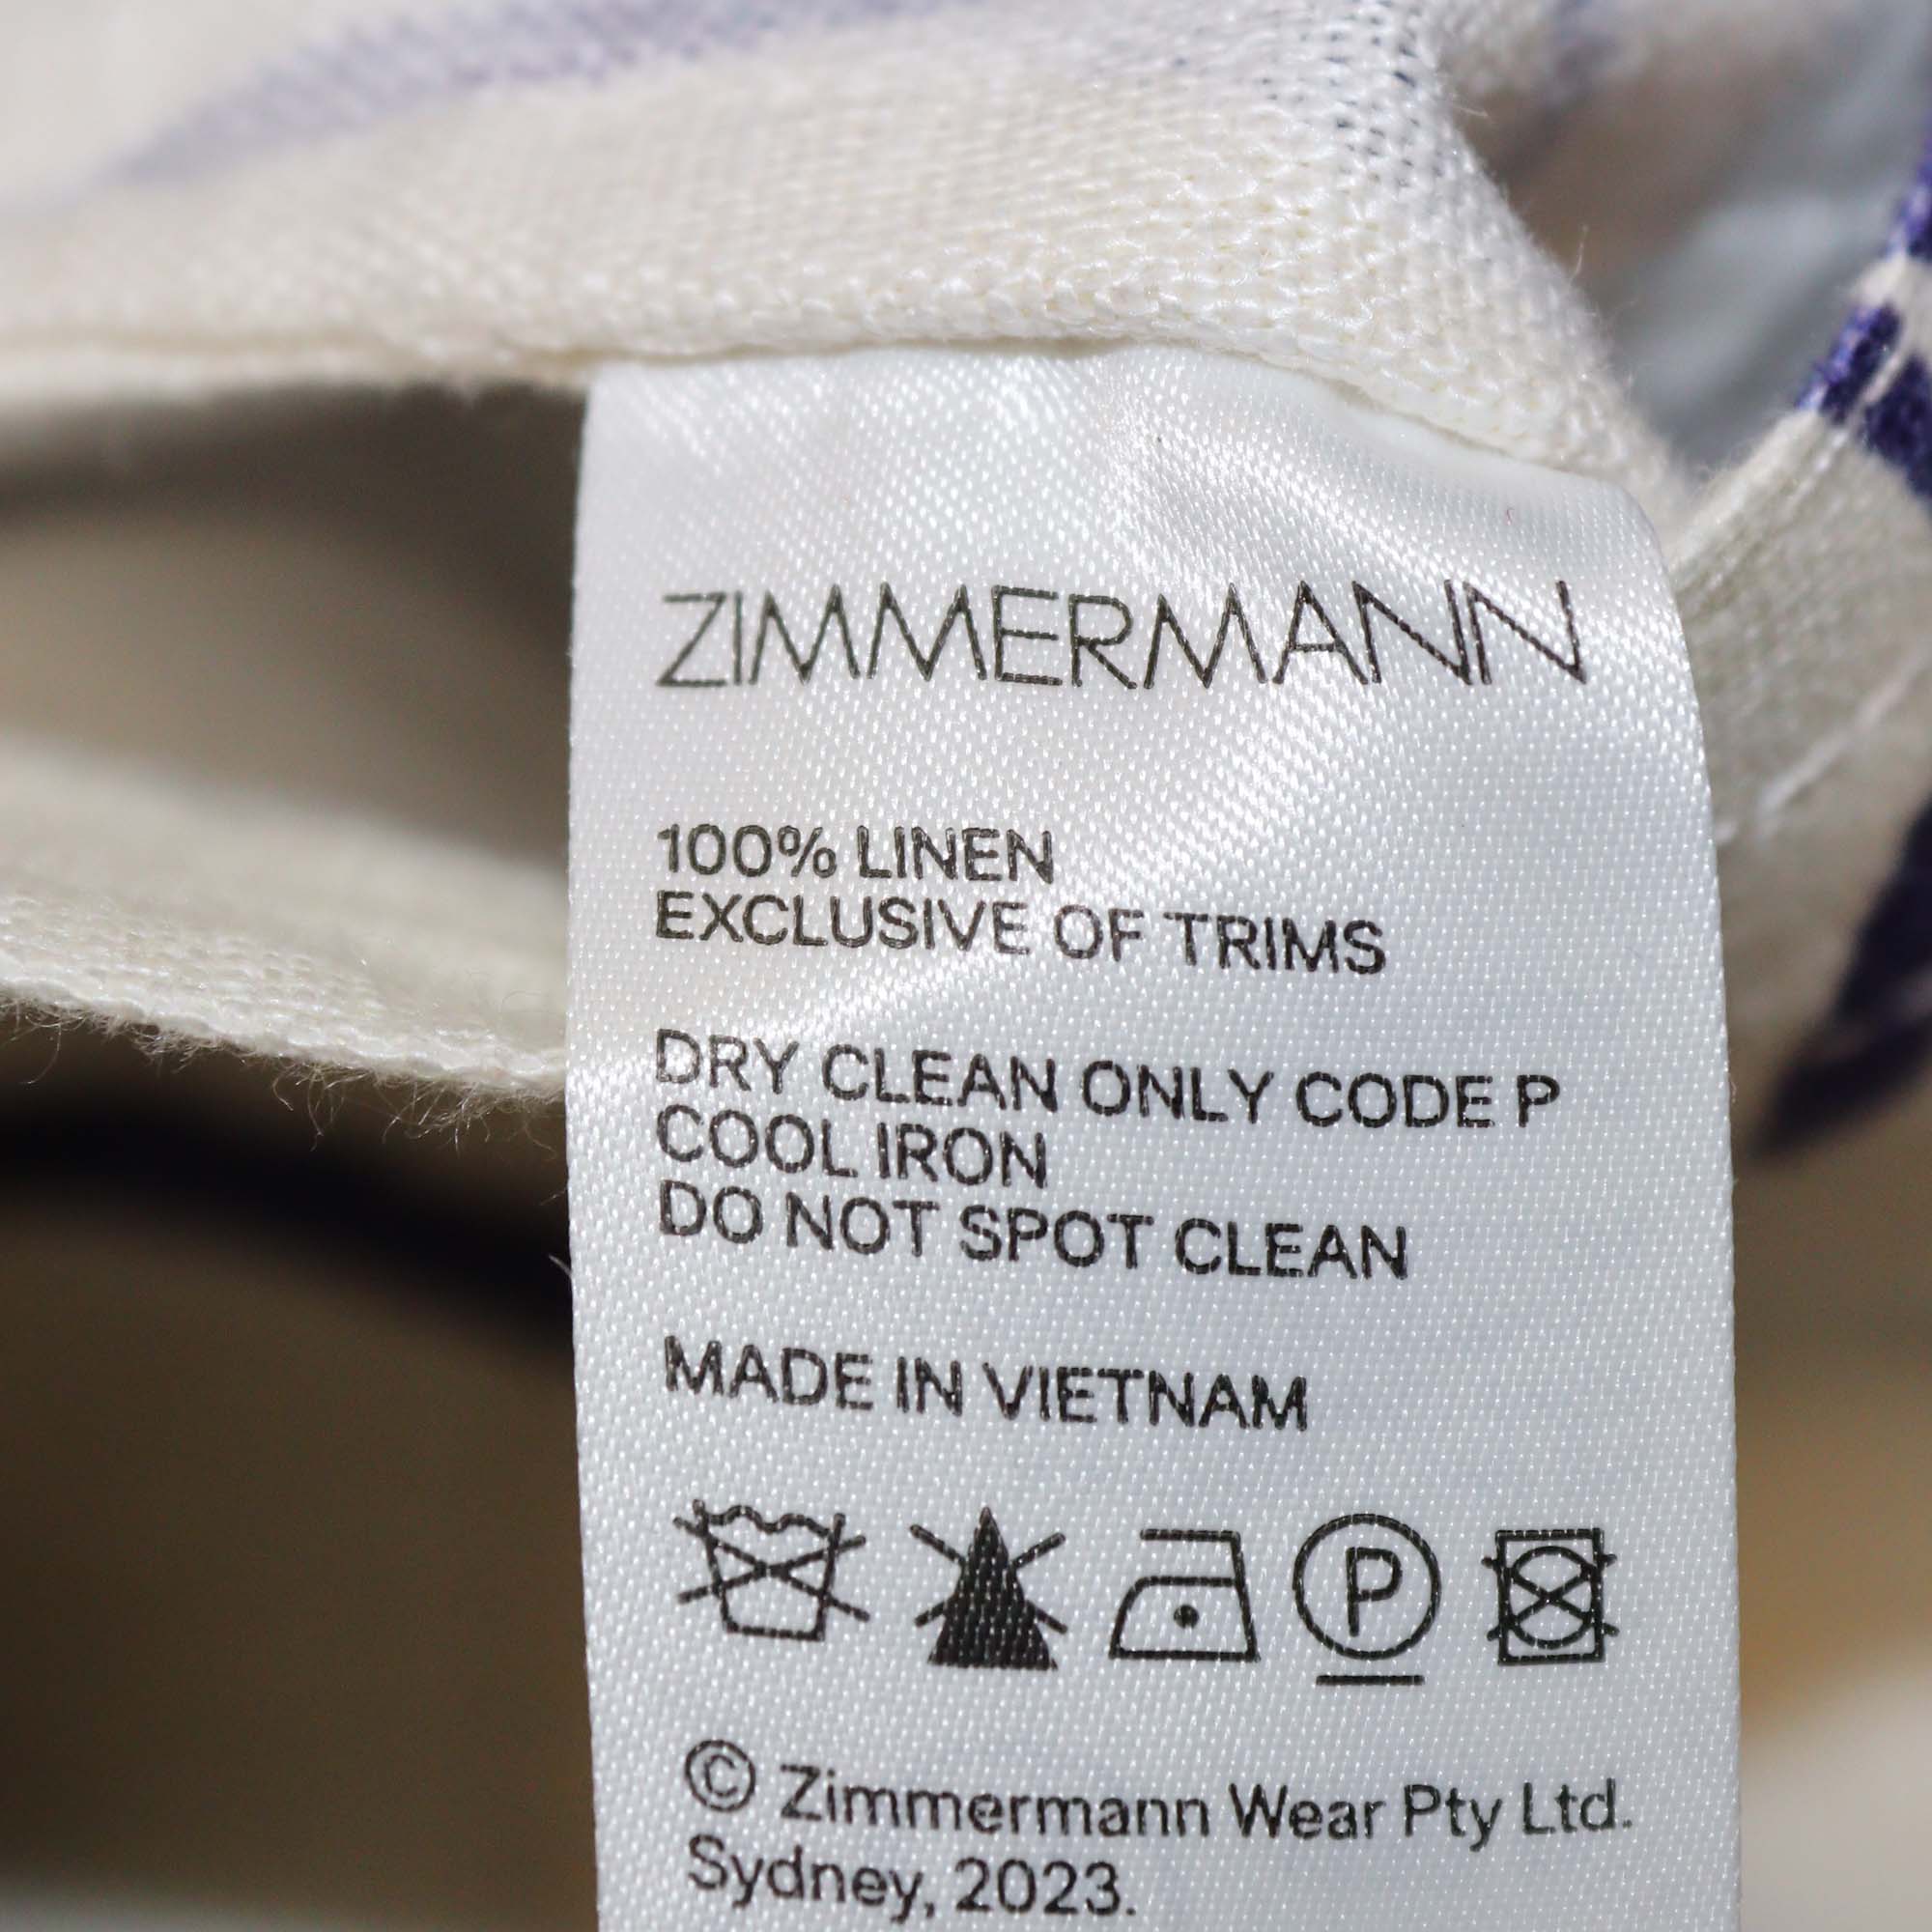 ZIMMERMANN
100% LINEN
EXCLUSIVE OF TRIMS
DRY CLEAN ONLY CODE P
COOL IRON
DO NOT SPOT CLEAN
MADE IN VIETNAM
P
© Zimmermann Wear Pty Ltd.
Sydney, 2023.